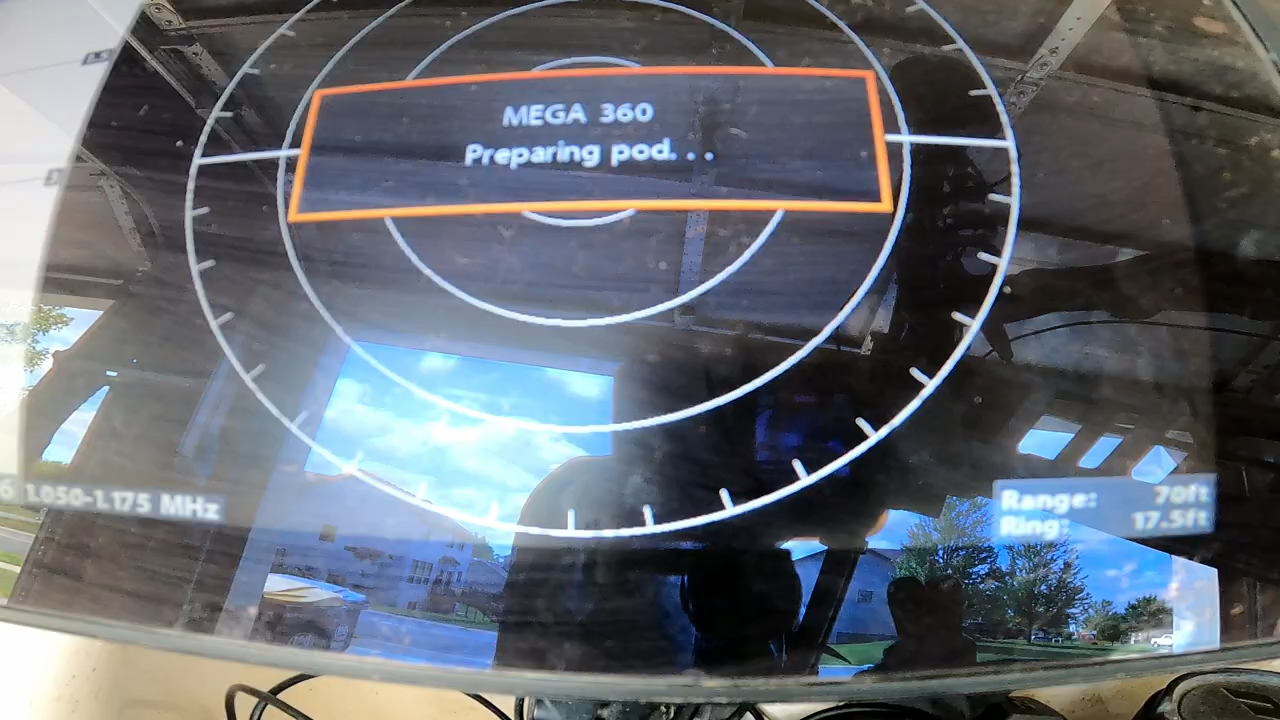 MEGA 360
Preparing pod...
1.050-1.175 MHz
Range: 70ft
Ring: 17.5ft